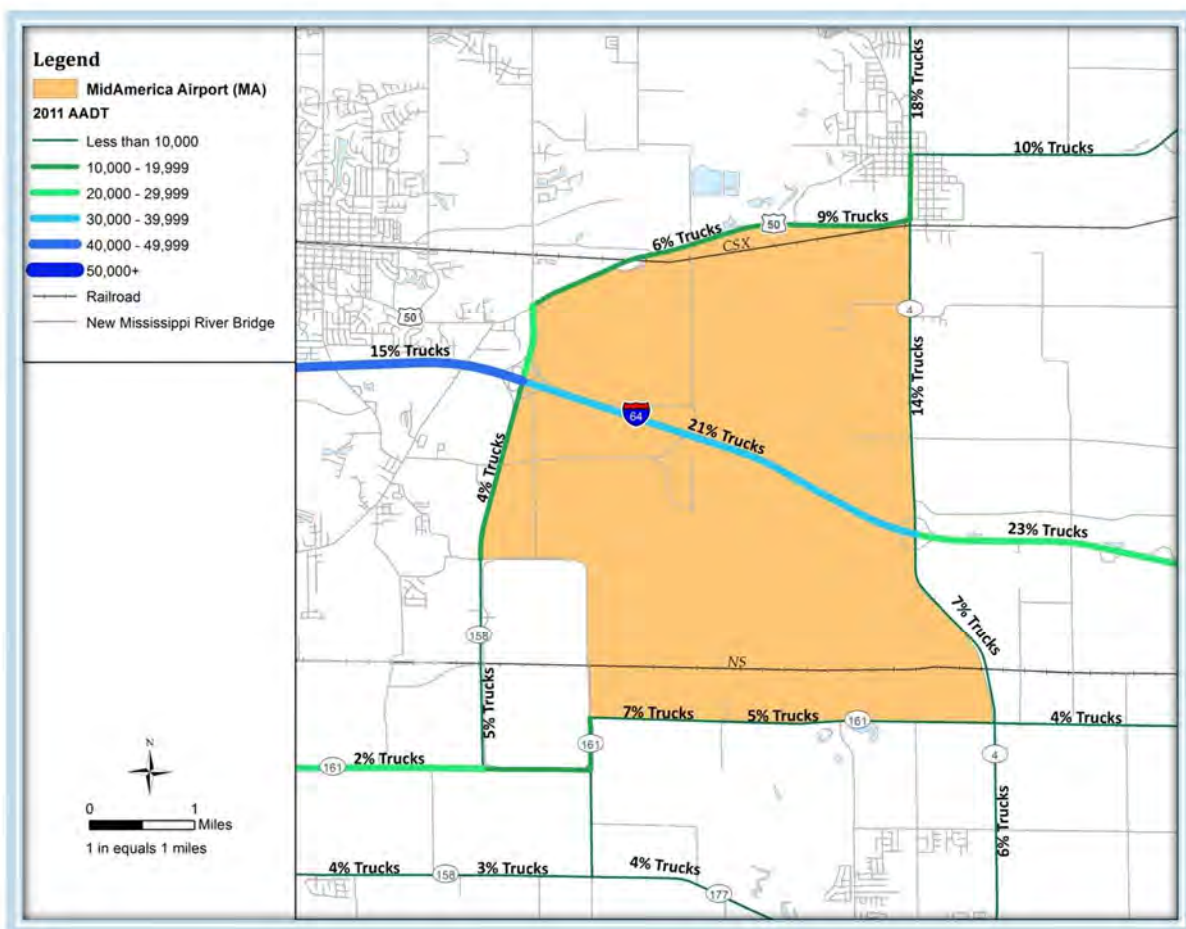 Legend
MidAmerica Airport (MA)
2011 AADT
Less than 10,000
10,000 - 19,999
20,000 - 29,999
30,000 - 39,999
40,000 - 49,999
50,000+
Railroad
New Mississippi River Bridge
18% Trucks
10% Trucks
9% Trucks
50
6% Trucks
CSX
4
50
15% Trucks
14% Trucks
64
21% Trucks
4% Trucks
23% Trucks
7% Trucks
158
NS
5% Trucks
7% Trucks
5% Trucks
161
4% Trucks
161
4
2% Trucks
161
6% Trucks
4% Trucks
158
3% Trucks
4% Trucks
177
N
0 1
Miles
1 in equals 1 miles